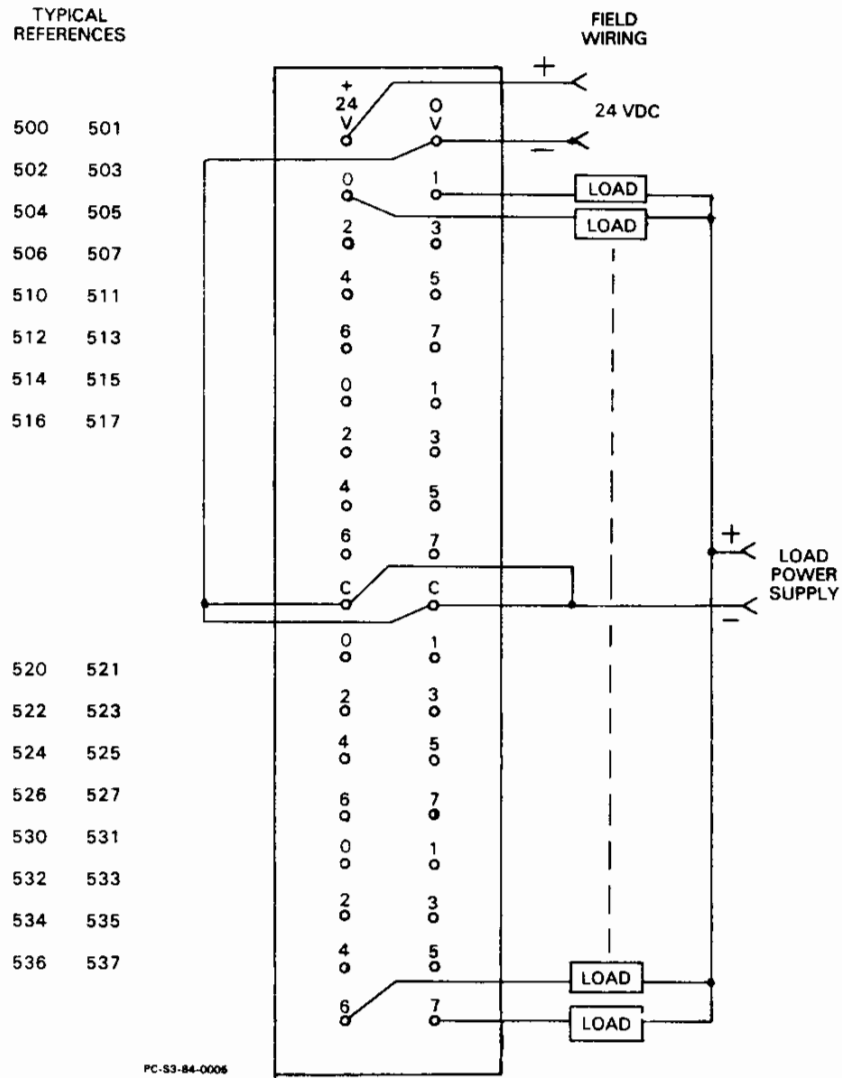 TYPICAL
REFERENCES
FIELD
WIRING
+
24
V
O
V
+
24 VDC
−
500 501
502 503
504 505
506 507
510 511
512 513
514 515
516 517
0 1
LOAD
LOAD
2 3
4 5
6 7
0 1
2 3
4 5
6 7
C C
+
LOAD
POWER
SUPPLY
−
520 521
522 523
524 525
526 527
530 531
532 533
534 535
536 537
0 1
2 3
4 5
6 7
0 1
2 3
4 5
LOAD
6 7
LOAD
PC-S3-84-0006